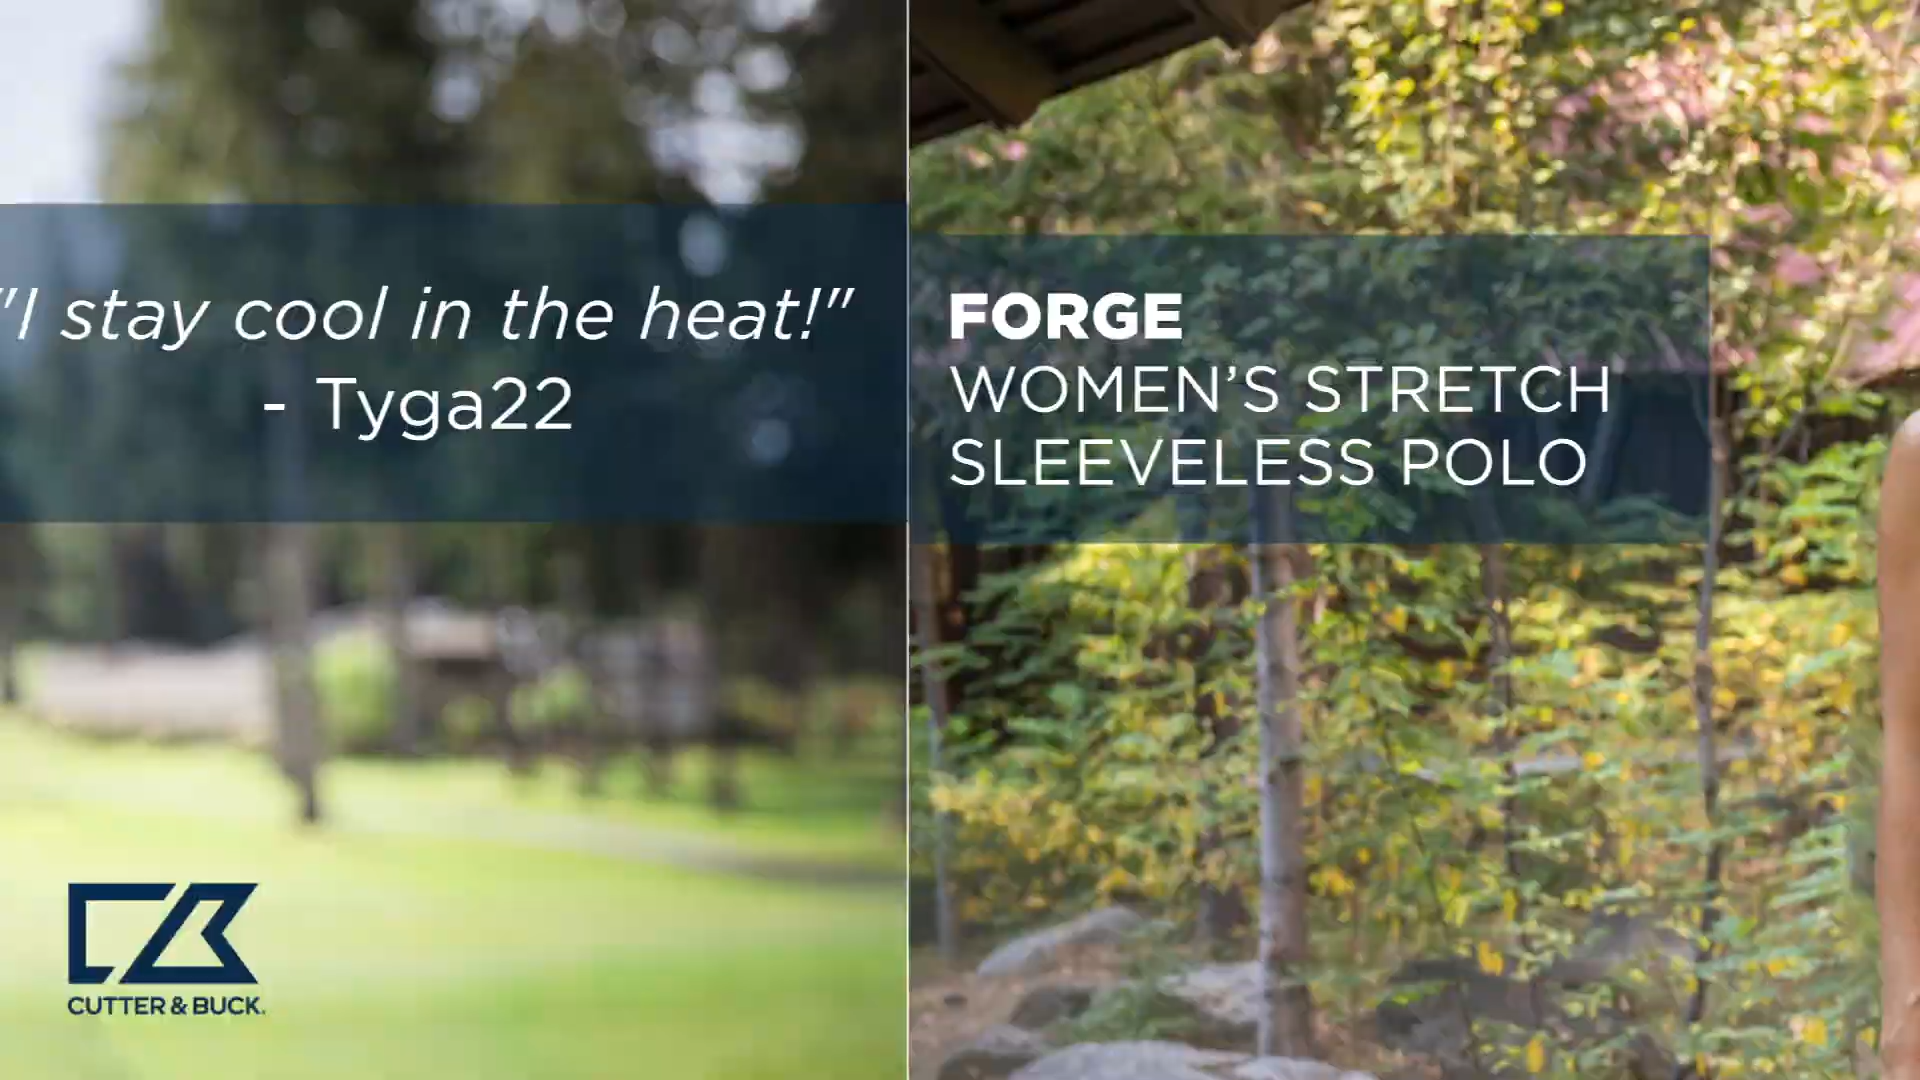 "I stay cool in the heat!"
- Tyga22
FORGE
WOMEN'S STRETCH
SLEEVELESS POLO
CUTTER & BUCK.